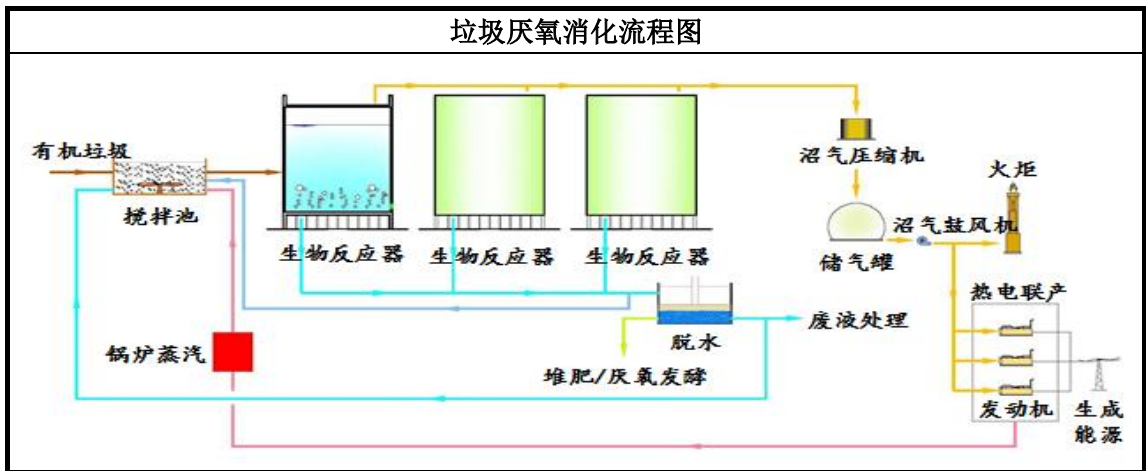 垃圾厌氧消化流程图
有机垃圾
搅拌池
生物反应器
生物反应器
生物反应器
沼气压缩机
火炬
沼气鼓风机
储气罐
热电联产
废液处理
脱水
锅炉蒸汽
堆肥/厌氧发酵
发动机
生成
能源